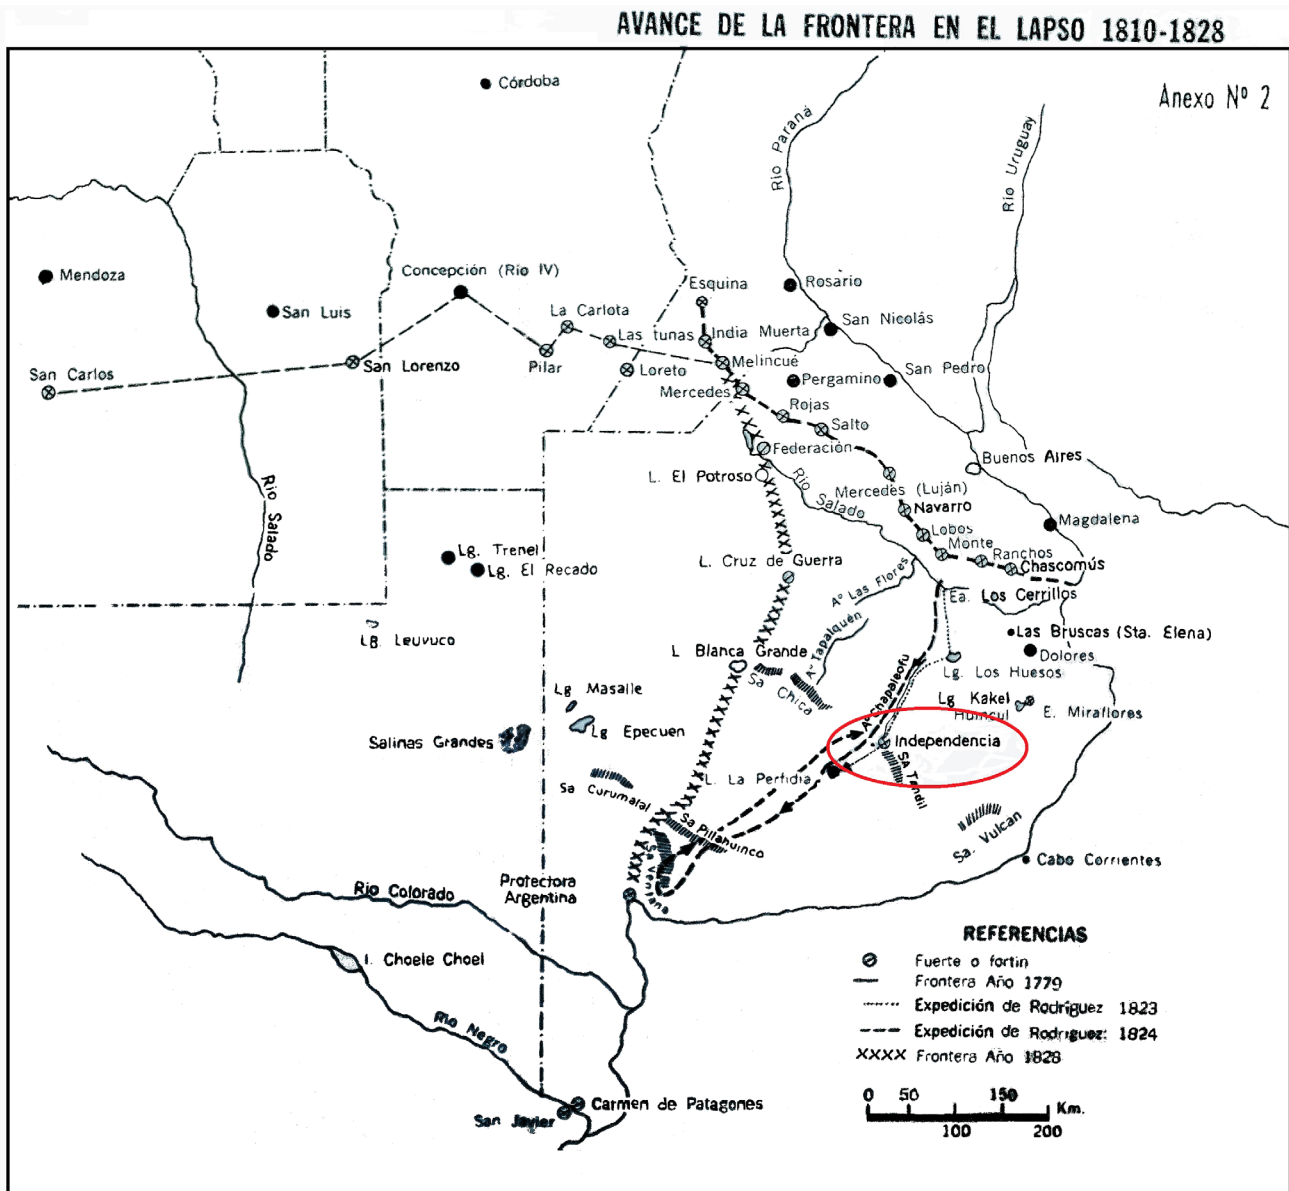 AVANCE DE LA FRONTERA EN EL LAPSO 1810-1828
Anexo Nº 2
Córdoba
Río Paraná
Río Uruguay
Mendoza
Concepción (Río IV)
San Luis
Esquina
Rosario
La Carlota
San Nicolás
Las tunas
India Muerta
San Carlos
San Lorenzo
Pilar
Loreto
Melincué
Pergamino
San Pedro
Mercedes
Rojas
Salto
Federación
L. El Potroso
Río Salado
Buenos Aires
Mercedes (Luján)
Navarro
Río Salado
Lobos
Magdalena
Monte
Ranchos
Chascomús
Lg. Trenel
Lg. El Recado
L. Cruz de Guerra
Aº Las Flores
Ea. Los Cerrillos
LB. Leuvuco
Aº Tapalquén
Las Bruscas (Sta. Elena)
Dolores
L Blanca Grande
Sa Chica
Aº Chapaleofu
Lg. Los Huesos
Lg Masalle
Lg Kakel
Huincul
E. Miraflores
Lg Epecuen
Salinas Grandes
Independencia
L. La Perfidia
Sa Tandil
Sa Curumalal
Sa Pillahuinco
Sa. Vulcan
Sa Ventana
Cabo Corrientes
Protectora
Argentina
Rio Colorado
I. Choele Choel
Rio Negro
Carmen de Patagones
San Javier
REFERENCIAS
Fuerte o fortin
Frontera Año 1779
Expedición de Rodríguez 1823
Expedición de Rodriguez: 1824
XXXX Frontera Año 1828
0 50 150 Km.
100 200